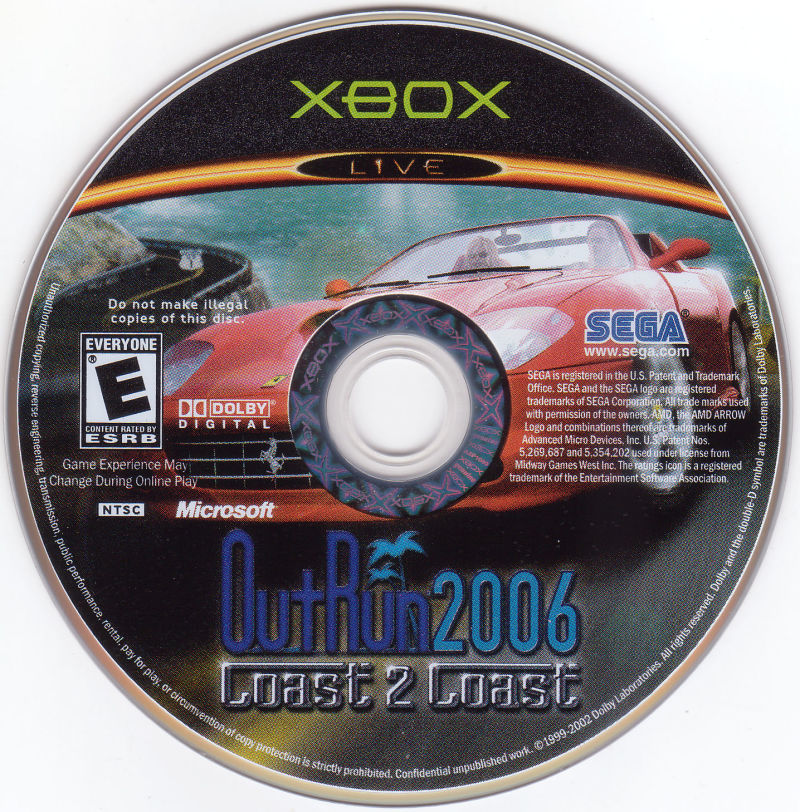 XBOX
LIVE
Do not make illegal
copies of this disc.
EVERYONE
E
®
CONTENT RATED BY
ESRB
DOLBY
DIGITAL
Game Experience May
Change During Online Play
NTSC
Microsoft
XBOX
SEGA®
www.sega.com
SEGA is registered in the U.S. Patent and Trademark
Office. SEGA and the SEGA logo are registered
trademarks of SEGA Corporation. All trade marks used
with permission of the owners. AMD, the AMD ARROW
Logo and combinations thereof are trademarks of
Advanced Micro Devices, Inc. U.S. Patent Nos.
5,269,687 and 5,354,202 used under license from
Midway Games West Inc. The ratings icon is a registered
trademark of the Entertainment Software Association.
OutRun2006
Coast 2 Coast
Unauthorized copying, reverse engineering, transmission, public performance, rental, pay for play, or circumvention of copy protection is strictly prohibited. Confidential unpublished work. ©1999-2002 Dolby Laboratories. All rights reserved. Dolby and the double-D symbol are trademarks of Dolby Laboratories.